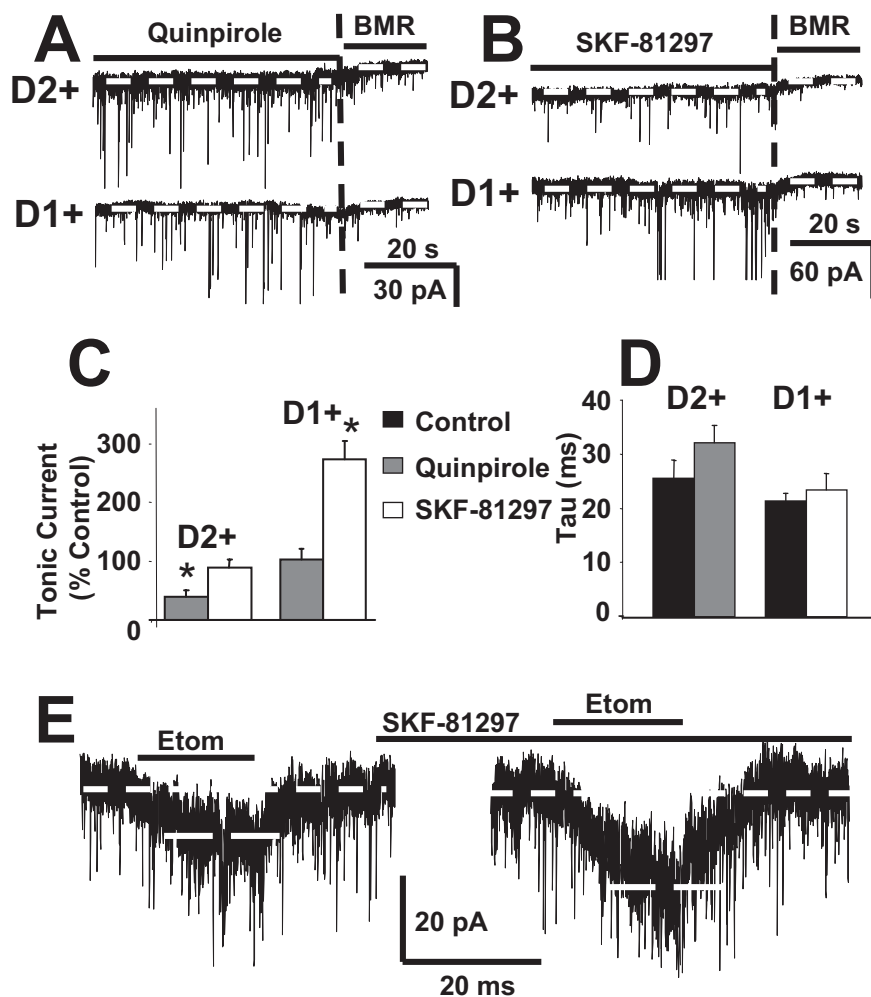 A
Quinpirole
BMR
D2+
D1+
20 s
30 pA
B
SKF-81297
BMR
D2+
D1+
20 s
60 pA
C
Tonic Current
(% Control)
300
200
100
0
D2+
*
D1+
*
Control
Quinpirole
SKF-81297
D
Tau (ms)
40
30
20
10
0
D2+
D1+
E
Etom
SKF-81297
Etom
20 pA
20 ms